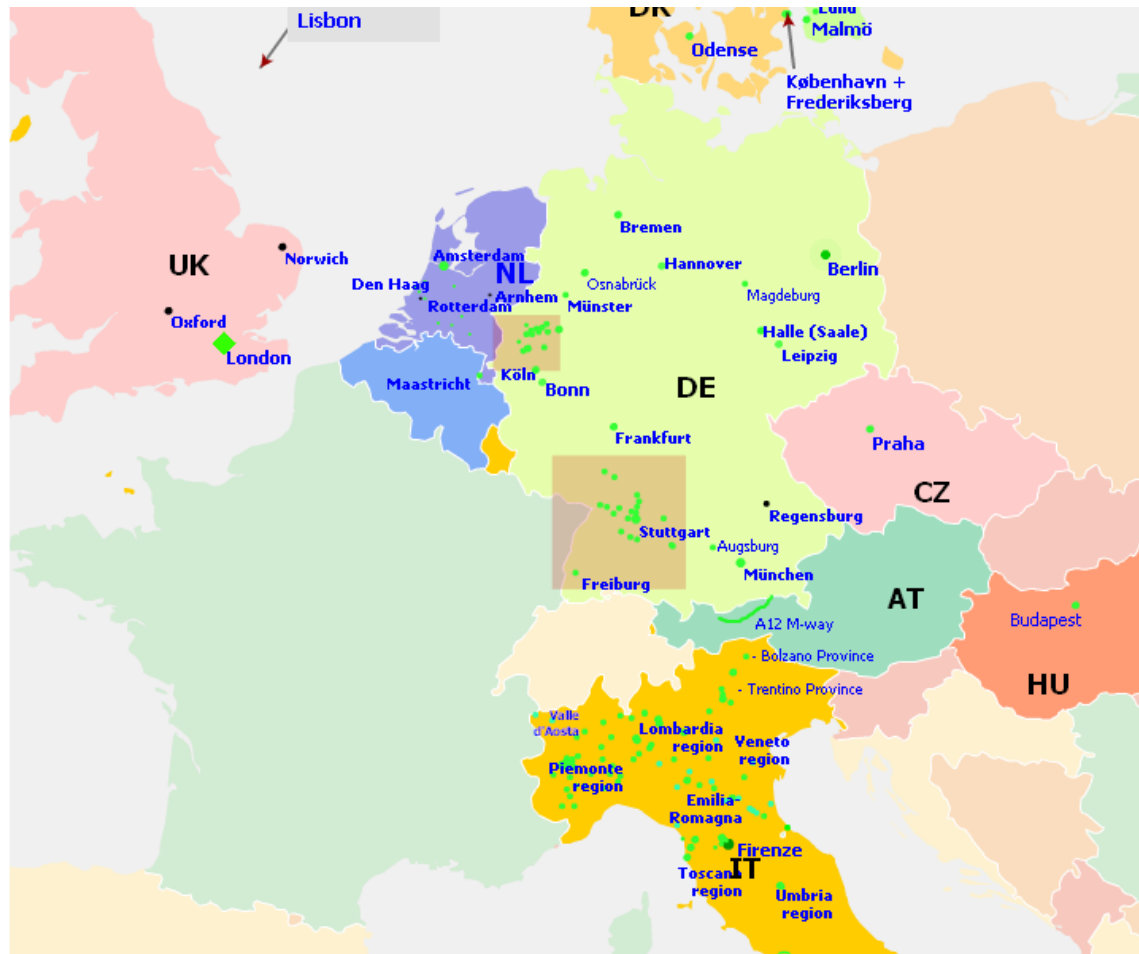 DK
Lund
Lisbon
Malmö
Odense
København +
Frederiksberg
Bremen
UK
Norwich
Amsterdam
NL
Hannover
Berlin
Den Haag
Osnabrück
Arnhem
Magdeburg
Rotterdam
Münster
Oxford
Halle (Saale)
London
Leipzig
Köln
Maastricht
Bonn
DE
Frankfurt
Praha
CZ
Regensburg
Stuttgart
Augsburg
Freiburg
München
AT
A12 M-way
Budapest
- Bolzano Province
HU
- Trentino Province
Valle
d'Aosta
Lombardia
region
Veneto
region
Piemonte
region
Emilia-
Romagna
Firenze
IT
Toscana
region
Umbria
region